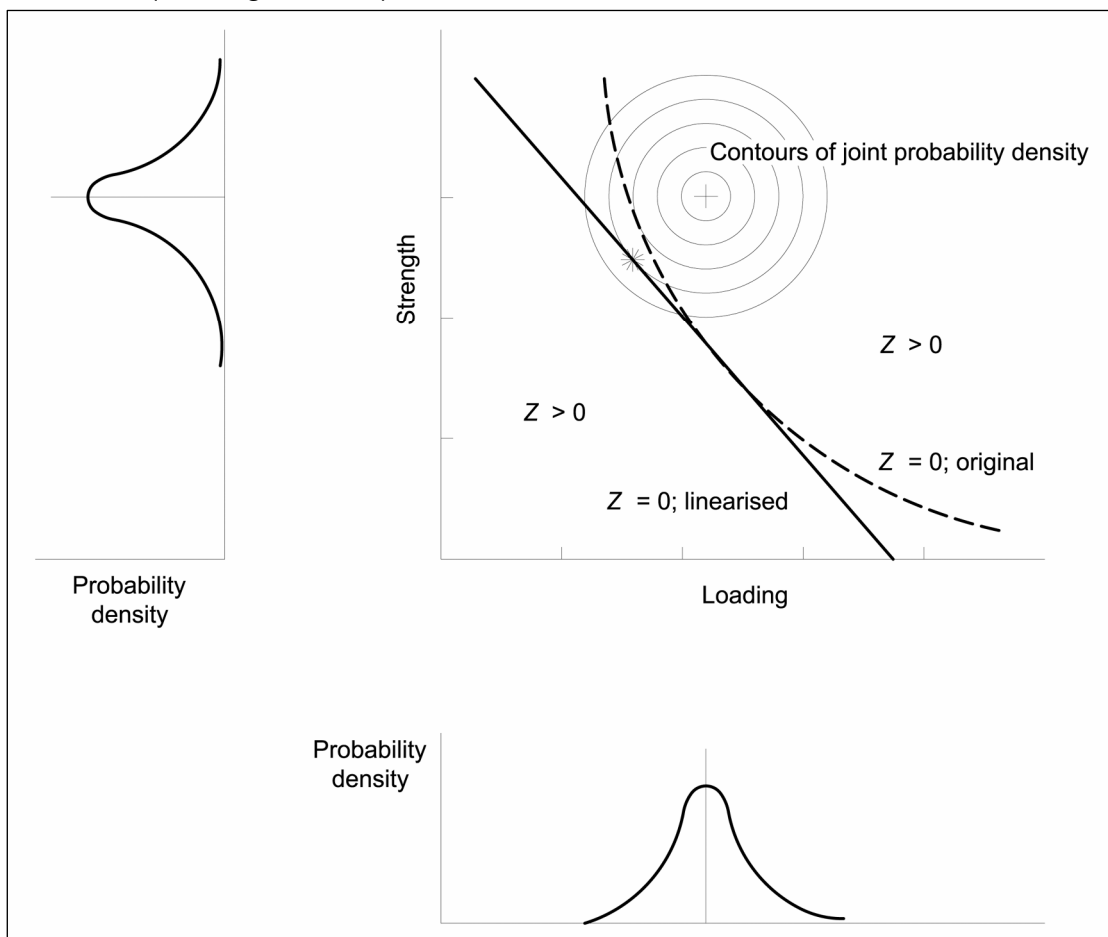 Contours of joint probability density
Strength
Z > 0
Z > 0
Z = 0; original
Z = 0; linearised
Probability
density
Loading
Probability
density